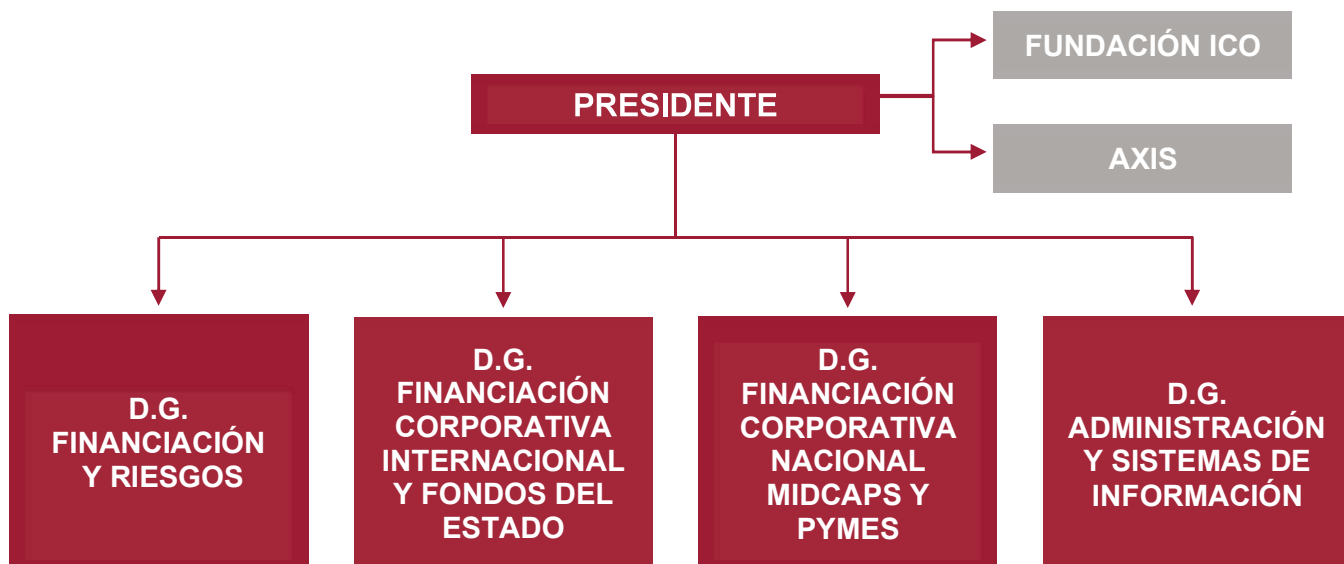 FUNDACIÓN ICO
PRESIDENTE
AXIS
D.G.
FINANCIACIÓN
Y RIESGOS
D.G.
FINANCIACIÓN
CORPORATIVA
INTERNACIONAL
Y FONDOS DEL
ESTADO
D.G.
FINANCIACIÓN
CORPORATIVA
NACIONAL
MIDCAPS Y
PYMES
D.G.
ADMINISTRACIÓN
Y SISTEMAS DE
INFORMACIÓN